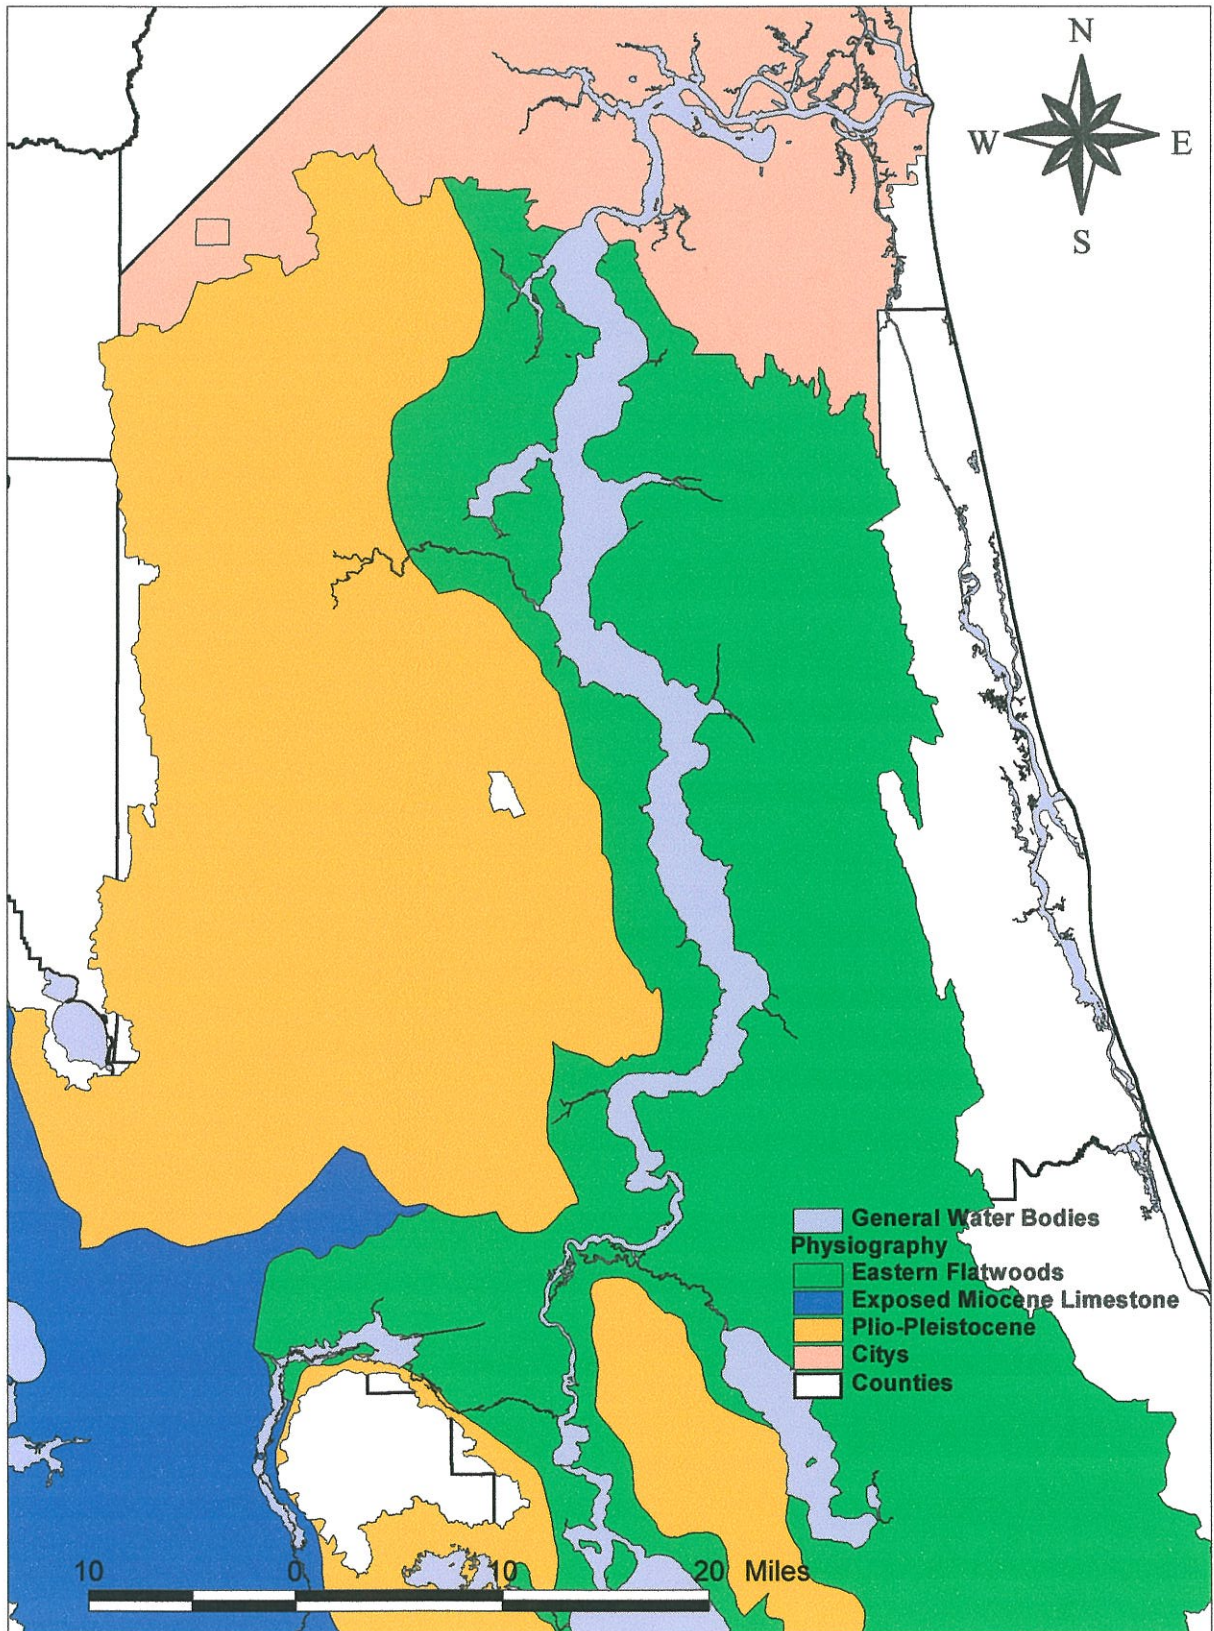 N
W E
S
General Water Bodies
Physiography
Eastern Flatwoods
Exposed Miocene Limestone
Plio-Pleistocene
Citys
Counties
10 0 10 20 Miles